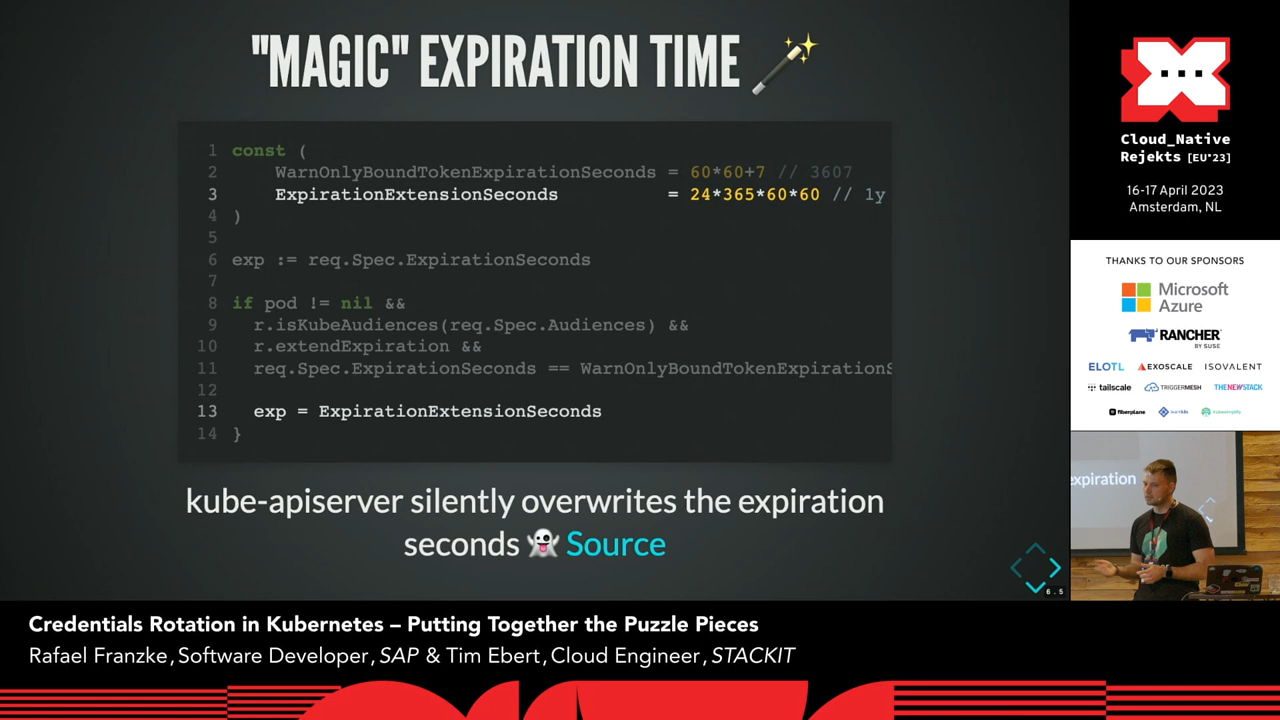 "MAGIC" EXPIRATION TIME
1 const (
2 WarnOnlyBoundTokenExpirationSeconds = 60*60+7 // 3607
3 ExpirationExtensionSeconds = 24*365*60*60 // 1y
4 )
5
6 exp := req.Spec.ExpirationSeconds
7
8 if pod != nil &&
9 r.isKubeAudiences(req.Spec.Audiences) &&
10 r.extendExpiration &&
11 req.Spec.ExpirationSeconds == WarnOnlyBoundTokenExpirationS
12
13 exp = ExpirationExtensionSeconds
14 }
kube-apiserver silently overwrites the expiration
seconds 👻 Source
6.5
Cloud_Native
Rejekts [EU'23]
16-17 April 2023
Amsterdam, NL
THANKS TO OUR SPONSORS
Microsoft
Azure
RANCHER
BY SUSE
ELOTL EXOSCALE ISOVALENT
tailscale TRIGGERMESH THENEWSTACK
fiberplane learnk8s kubesimplify
expiration
Credentials Rotation in Kubernetes – Putting Together the Puzzle Pieces
Rafael Franzke, Software Developer, SAP & Tim Ebert, Cloud Engineer, STACKIT